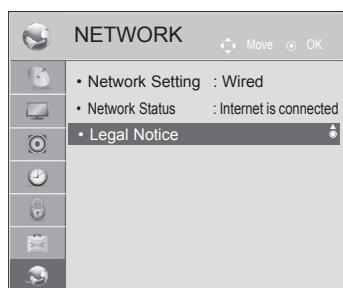 NETWORK
Move OK
• Network Setting : Wired
• Network Status : Internet is connected
• Legal Notice